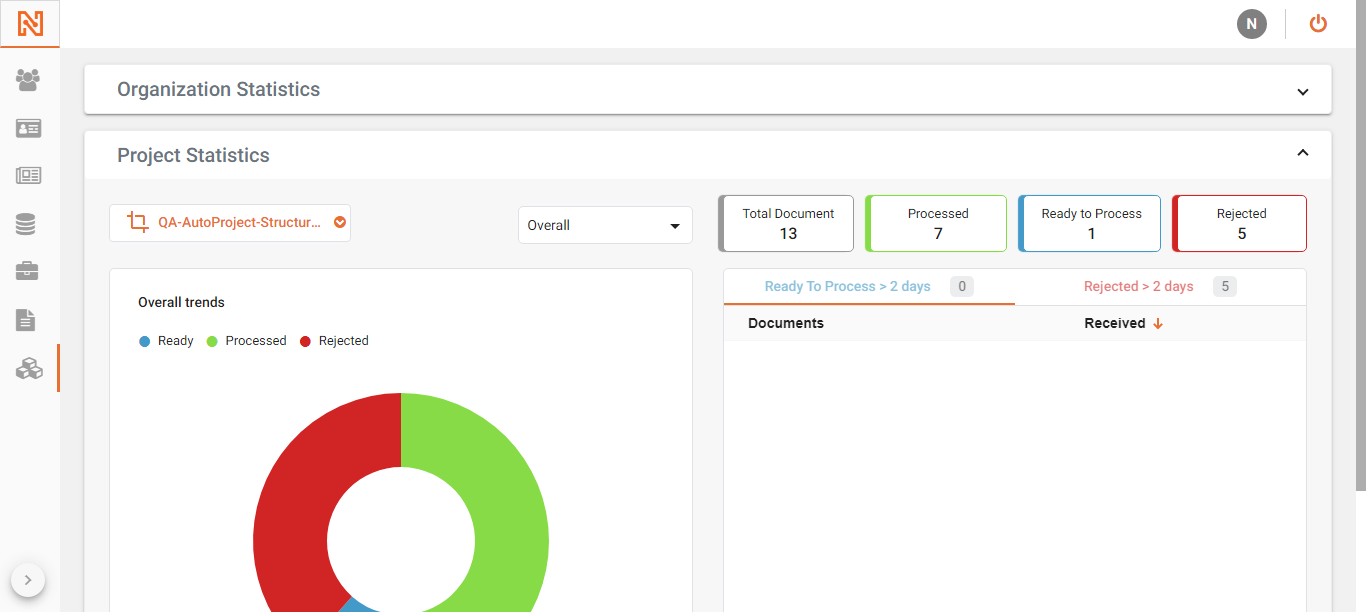 N
Organization Statistics
Project Statistics
QA-AutoProject-Structur...
Overall
Total Document
13
Processed
7
Ready to Process
1
Rejected
5
Overall trends
Ready Processed Rejected
Ready To Process > 2 days 0
Rejected > 2 days 5
Documents Received